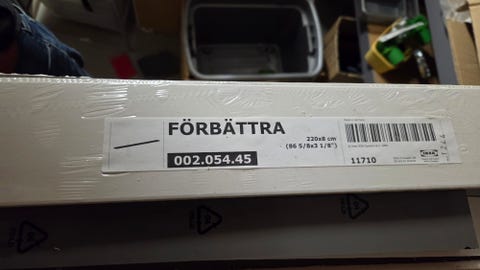 FÖRBÄTTRA
220x8 cm
(86 5/8x3 1/8")
002.054.45
11710
IKEA